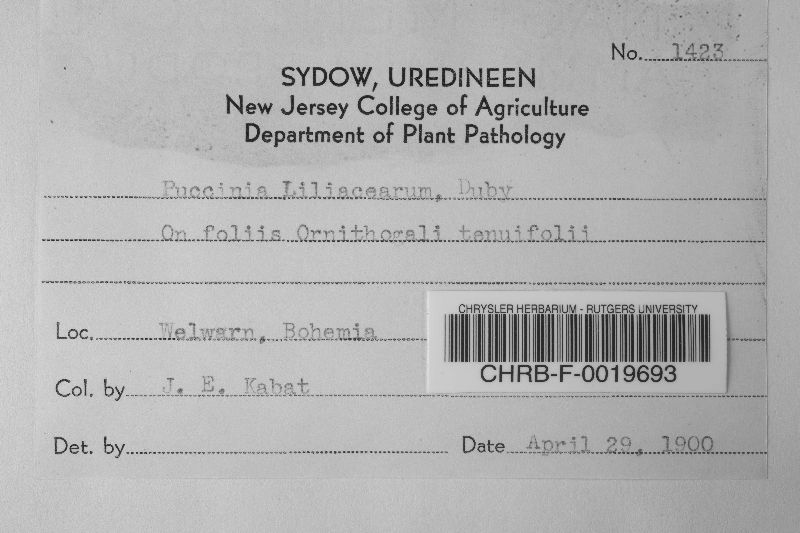 No. 1423
SYDOW, UREDINEEN
New Jersey College of Agriculture
Department of Plant Pathology
Puccinia Liliacearum, Duby
On foliis Ornithogali tenuifolii
Loc. Welwarn, Bohemia
CHRYSLER HERBARIUM - RUTGERS UNIVERSITY
CHRB-F-0019693
Col. by J. E. Kabat
Det. by
Date April 29, 1900